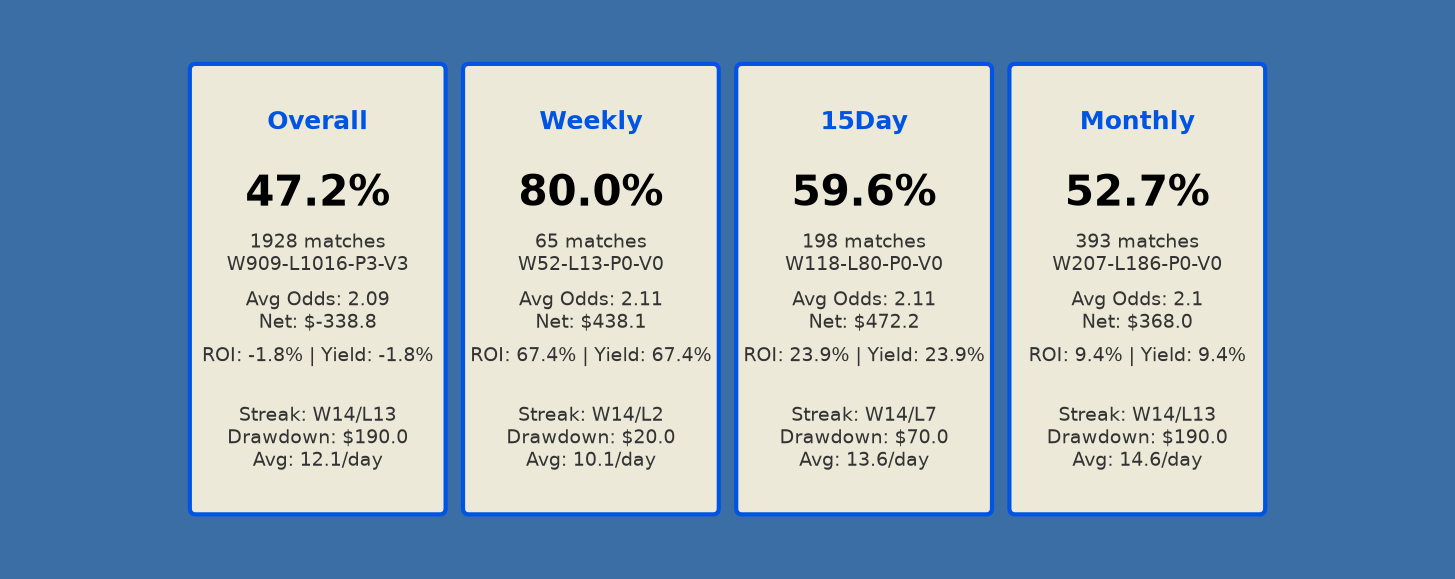 Overall
47.2%
1928 matches
W909-L1016-P3-V3
Avg Odds: 2.09
Net: $-338.8
ROI: -1.8% | Yield: -1.8%
Streak: W14/L13
Drawdown: $190.0
Avg: 12.1/day
Weekly
80.0%
65 matches
W52-L13-P0-V0
Avg Odds: 2.11
Net: $438.1
ROI: 67.4% | Yield: 67.4%
Streak: W14/L2
Drawdown: $20.0
Avg: 10.1/day
15Day
59.6%
198 matches
W118-L80-P0-V0
Avg Odds: 2.11
Net: $472.2
ROI: 23.9% | Yield: 23.9%
Streak: W14/L7
Drawdown: $70.0
Avg: 13.6/day
Monthly
52.7%
393 matches
W207-L186-P0-V0
Avg Odds: 2.1
Net: $368.0
ROI: 9.4% | Yield: 9.4%
Streak: W14/L13
Drawdown: $190.0
Avg: 14.6/day